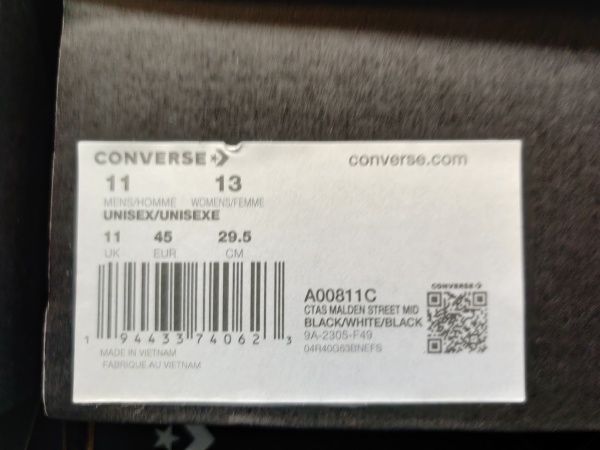 CONVERSE
converse.com
11 13
MENS/HOMME WOMENS/FEMME
UNISEX/UNISEXE
11 45 29.5
UK EUR CM
A00811C
CTAS MALDEN STREET MID
BLACK/WHITE/BLACK
9A-2305-F49
04R40G63BNEFS
CONVERSE
1 94433 74062 3
MADE IN VIETNAM
FABRIQUE AU VIETNAM